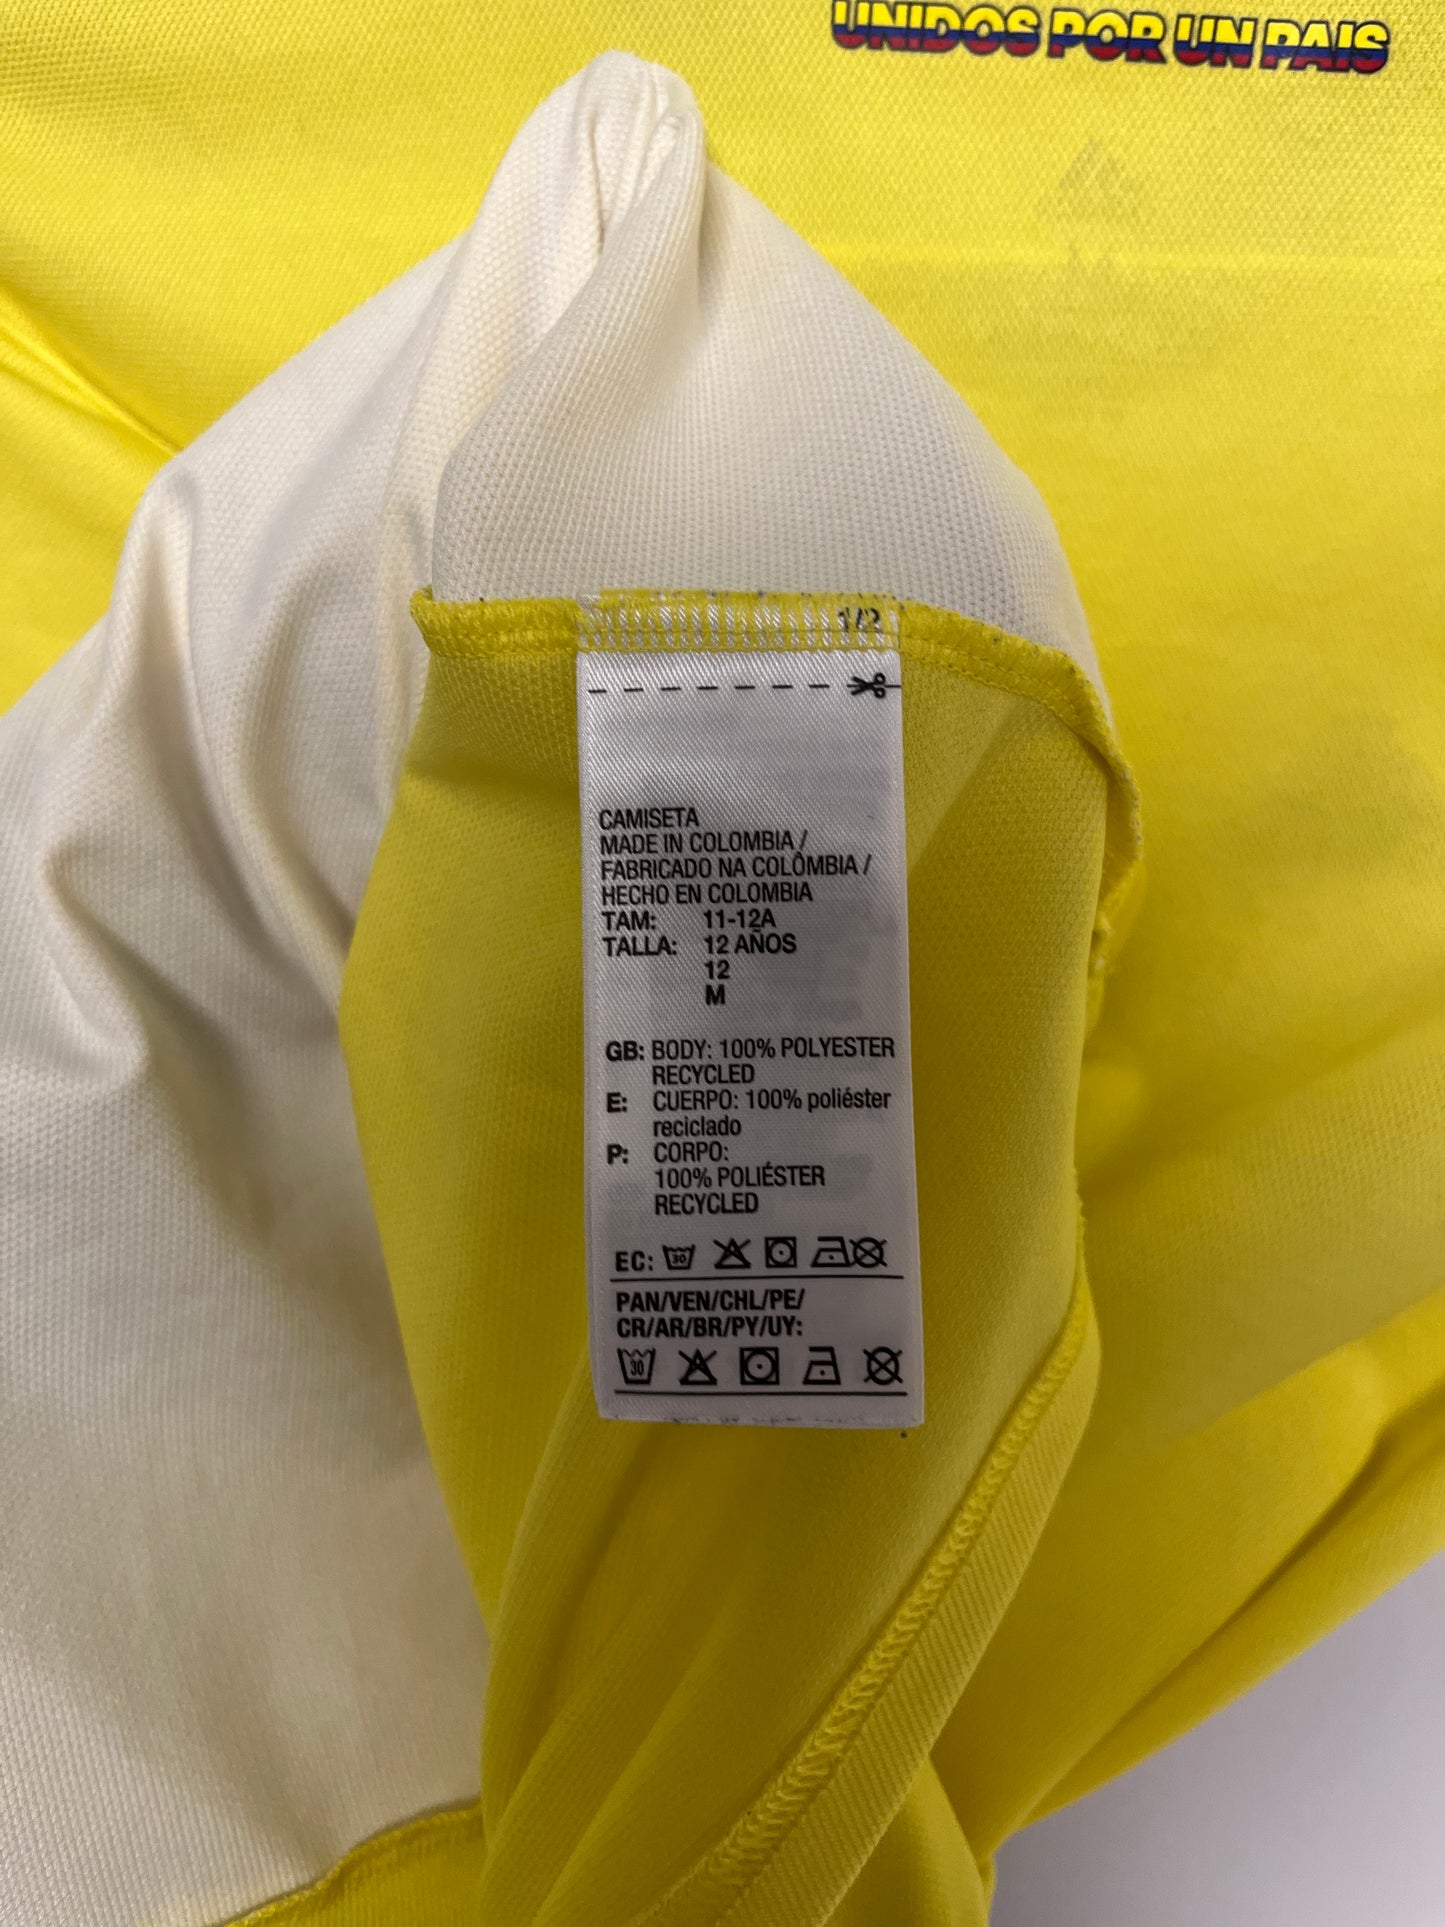 UNIDOS POR UN PAIS
1/2
CAMISETA
MADE IN COLOMBIA /
FABRICADO NA COLÔMBIA /
HECHO EN COLOMBIA
TAM: 11-12A
TALLA: 12 AÑOS
12
M
GB: BODY: 100% POLYESTER
RECYCLED
E: CUERPO: 100% poliéster
reciclado
P: CORPO:
100% POLIÉSTER
RECYCLED
EC: 30
PAN/VEN/CHL/PE/
CR/AR/BR/PY/UY:
30